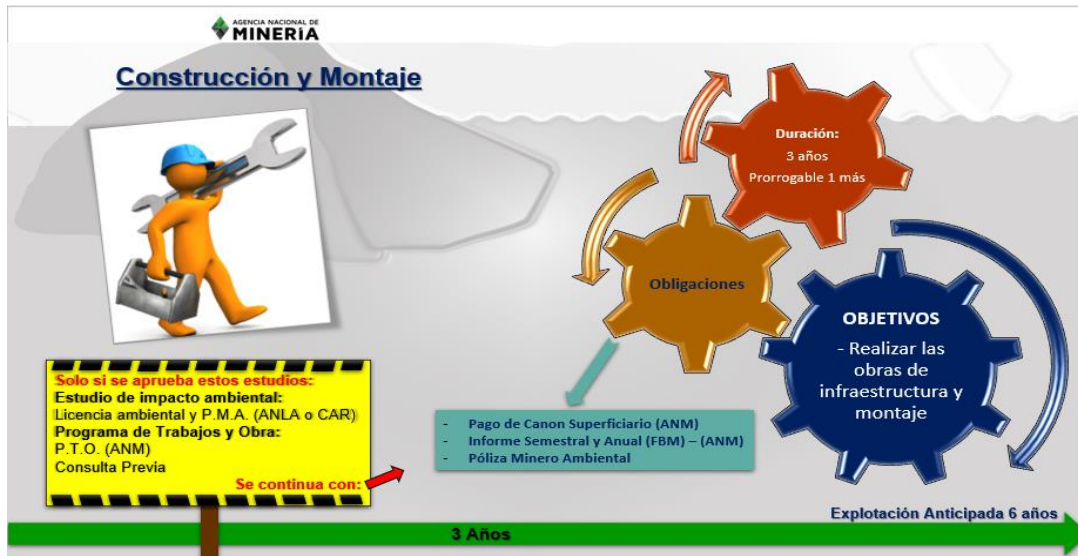 AGENCIA NACIONAL DE
MINERÍA
Construcción y Montaje
Duración:
3 años
Prorrogable 1 más
Obligaciones
OBJETIVOS
- Realizar las
obras de
infraestructura y
montaje
Solo si se aprueba estos estudios:
Estudio de impacto ambiental:
Licencia ambiental y P.M.A. (ANLA o CAR)
Programa de Trabajos y Obra:
P.T.O. (ANM)
Consulta Previa
Se continua con:
- Pago de Canon Superficiario (ANM)
- Informe Semestral y Anual (FBM) – (ANM)
- Póliza Minero Ambiental
Explotación Anticipada 6 años
3 Años